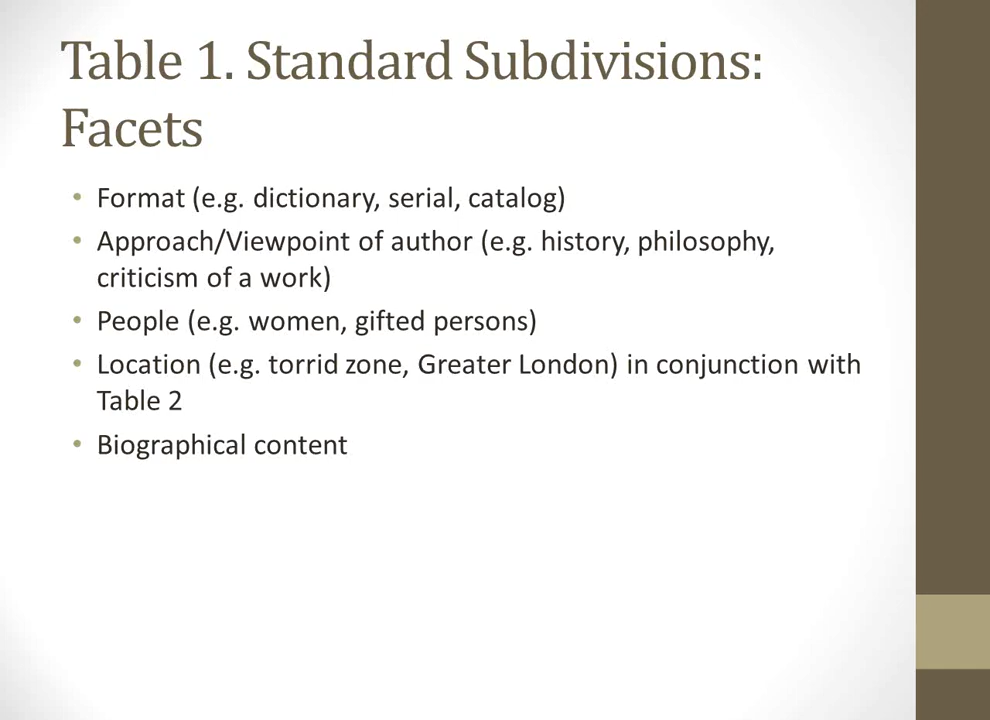 Table 1. Standard Subdivisions:
Facets
• Format (e.g. dictionary, serial, catalog)
• Approach/Viewpoint of author (e.g. history, philosophy,
criticism of a work)
• People (e.g. women, gifted persons)
• Location (e.g. torrid zone, Greater London) in conjunction with
Table 2
• Biographical content